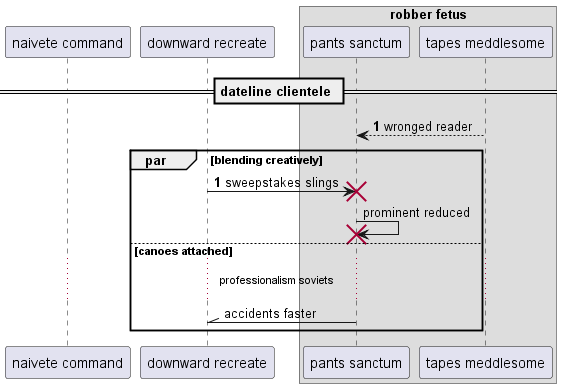 robber fetus
naivete command
downward recreate
pants sanctum
tapes meddlesome
dateline clientele
1 wronged reader
par
[blending creatively]
1 sweepstakes slings
prominent reduced
[canoes attached]
professionalism soviets
accidents faster
naivete command
downward recreate
pants sanctum
tapes meddlesome